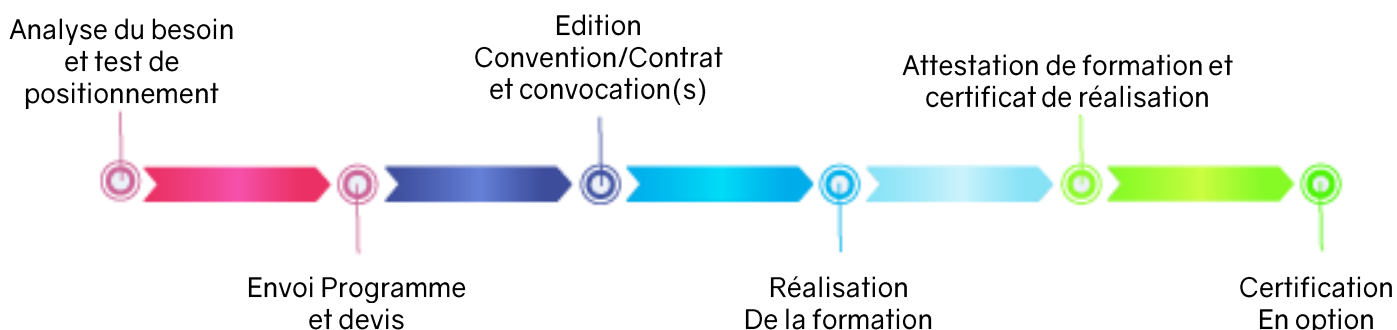 Analyse du besoin
et test de
positionnement
Envoi Programme
et devis
Edition
Convention/Contrat
et convocation(s)
Réalisation
De la formation
Attestation de formation et
certificat de réalisation
Certification
En option